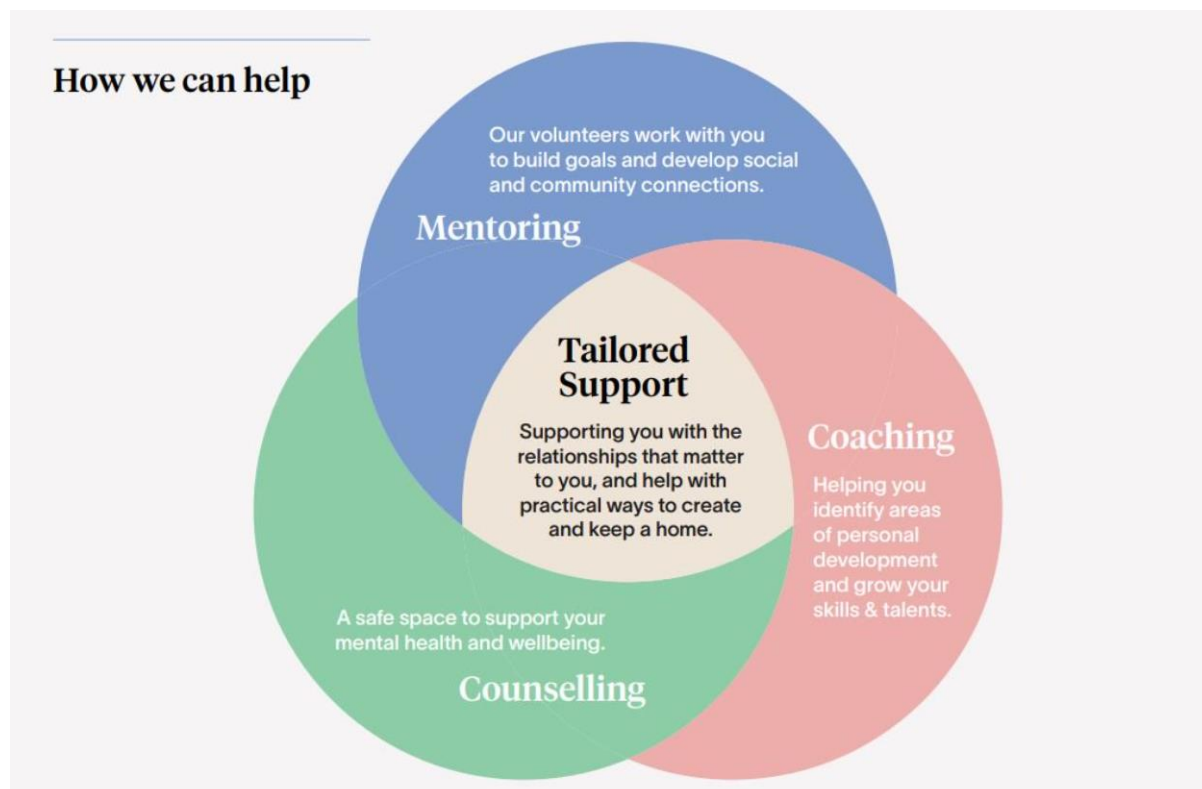 How we can help
Our volunteers work with you
to build goals and develop social
and community connections.
Mentoring
Tailored
Support
Supporting you with the
relationships that matter
to you, and help with
practical ways to create
and keep a home.
Coaching
Helping you
identify areas
of personal
development
and grow your
skills & talents.
A safe space to support your
mental health and wellbeing.
Counselling